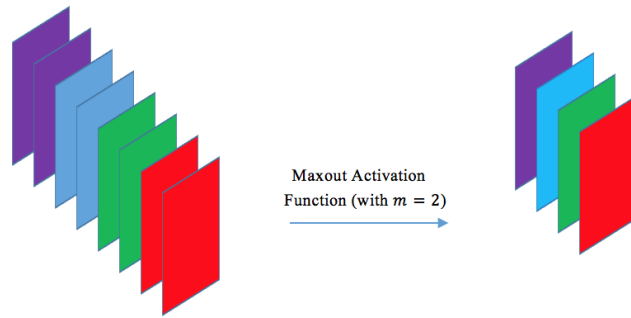 Maxout Activation
Function (with m = 2)